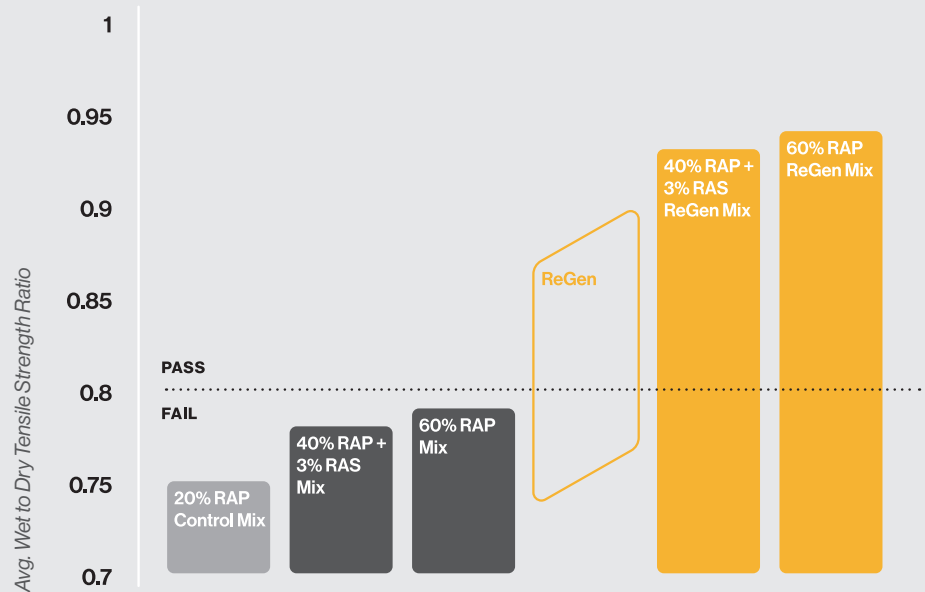 Avg. Wet to Dry Tensile Strength Ratio
1
0.95
0.9
0.85
0.8
0.75
0.7
PASS
FAIL
20% RAP
Control Mix
40% RAP +
3% RAS
Mix
60% RAP
Mix
ReGen
40% RAP +
3% RAS
ReGen Mix
60% RAP
ReGen Mix